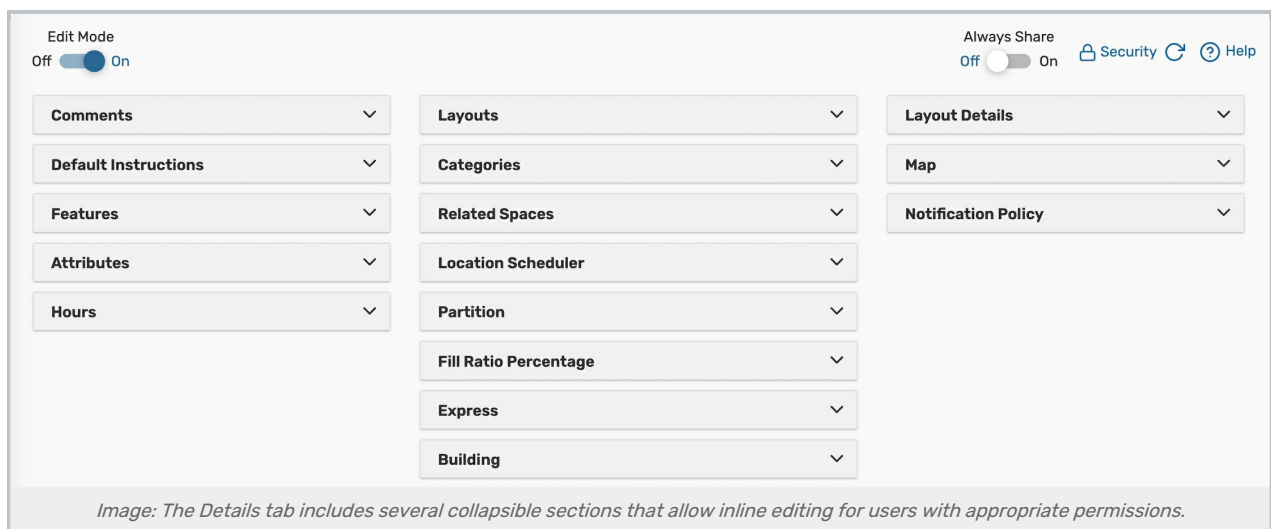 Edit Mode
Off On
Always Share
Off On
Security
Help
Comments
Default Instructions
Features
Attributes
Hours
Layouts
Categories
Related Spaces
Location Scheduler
Partition
Fill Ratio Percentage
Express
Building
Layout Details
Map
Notification Policy
Image: The Details tab includes several collapsible sections that allow inline editing for users with appropriate permissions.